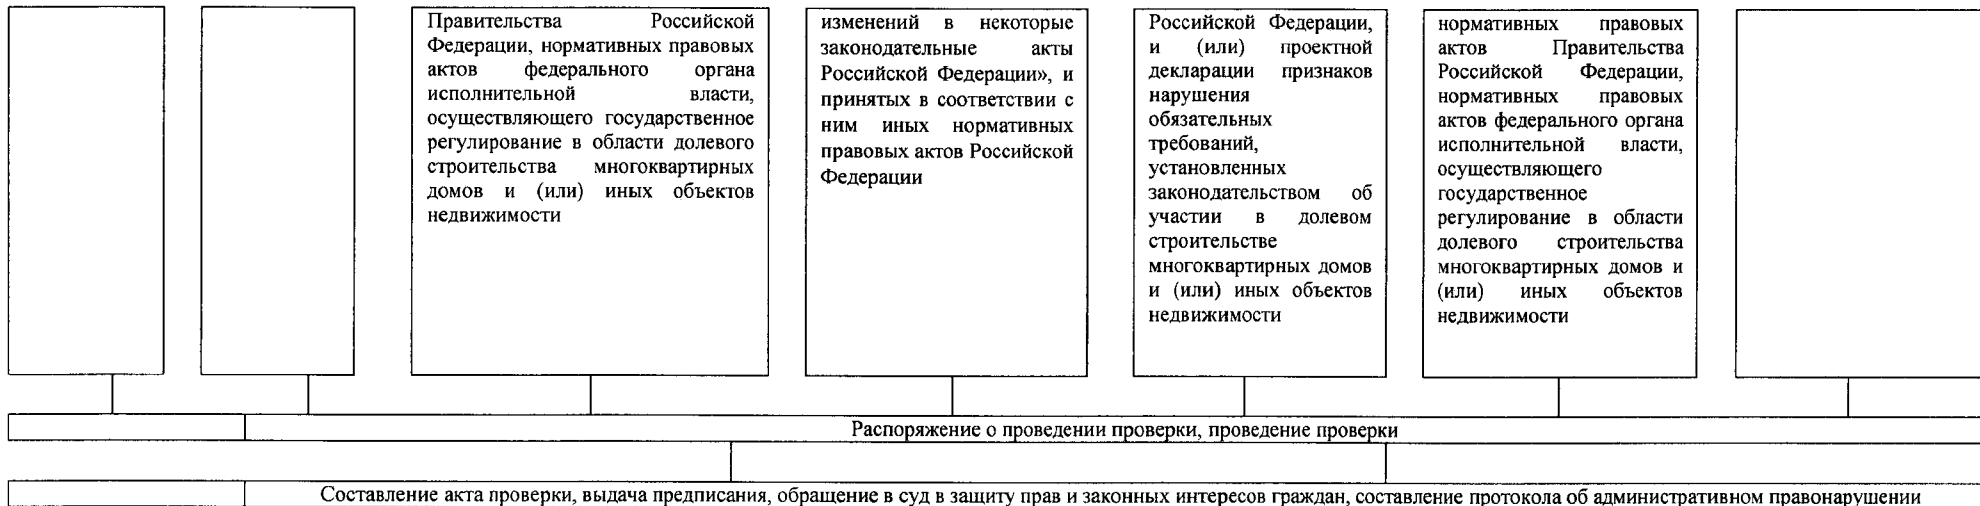 Правительства Российской
Федерации, нормативных правовых
актов федерального органа
исполнительной власти,
осуществляющего государственное
регулирование в области долевого
строительства многоквартирных
домов и (или) иных объектов
недвижимости
изменений в некоторые
законодательные акты
Российской Федерации», и
принятых в соответствии с
ним иных нормативных
правовых актов Российской
Федерации
Российской Федерации,
и (или) проектной
декларации признаков
нарушения
обязательных
требований,
установленных
законодательством об
участии в долевом
строительстве
многоквартирных домов
и (или) иных объектов
недвижимости
нормативных правовых
актов Правительства
Российской Федерации,
нормативных правовых
актов федерального органа
исполнительной власти,
осуществляющего
государственное
регулирование в области
долевого строительства
многоквартирных домов и
(или) иных объектов
недвижимости
Распоряжение о проведении проверки, проведение проверки
Составление акта проверки, выдача предписания, обращение в суд в защиту прав и законных интересов граждан, составление протокола об административном правонарушении